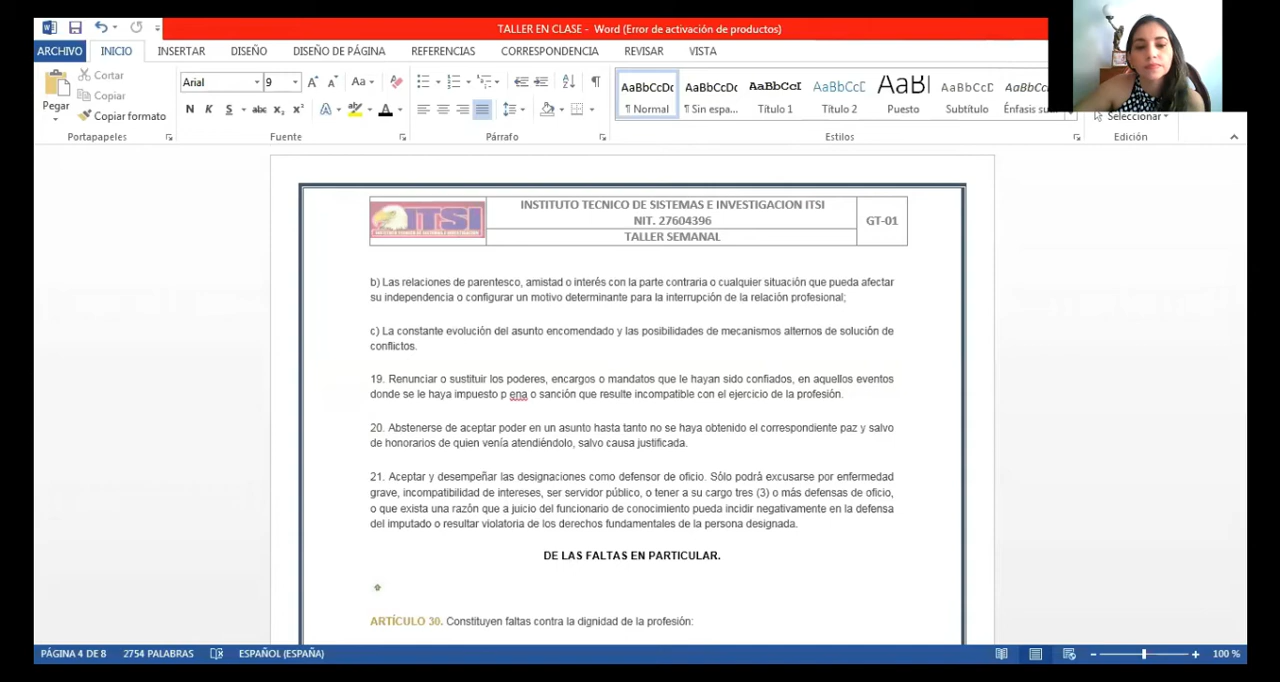 TALLER EN CLASE - Word (Error de activación de productos)
ARCHIVO INICIO INSERTAR DISEÑO DISEÑO DE PÁGINA REFERENCIAS CORRESPONDENCIA REVISAR VISTA
Pegar
Cortar
Copiar
Copiar formato
Portapapeles
Arial 9
Aa
N K S abc x₂ x²
Fuente
Párrafo
AaBbCcDc AaBbCcDc AaBbCcI AaBbCcC AaBl AaBbCcD AaBbCcD
¶ Normal ¶ Sin espa... Título 1 Título 2 Puesto Subtítulo Énfasis
Estilos
Seleccionar
Edición
ITSI
INSTITUTO TECNICO DE SISTEMAS E INVESTIGACION ITSI
NIT. 27604396
TALLER SEMANAL
GT-01
b) Las relaciones de parentesco, amistad o interés con la parte contraria o cualquier situación que pueda afectar
su independencia o configurar un motivo determinante para la interrupción de la relación profesional;
c) La constante evolución del asunto encomendado y las posibilidades de mecanismos alternos de solución de
conflictos.
19. Renunciar o sustituir los poderes, encargos o mandatos que le hayan sido confiados, en aquellos eventos
donde se le haya impuesto p ena o sanción que resulte incompatible con el ejercicio de la profesión.
20. Abstenerse de aceptar poder en un asunto hasta tanto no se haya obtenido el correspondiente paz y salvo
de honorarios de quien venía atendiéndolo, salvo causa justificada.
21. Aceptar y desempeñar las designaciones como defensor de oficio. Sólo podrá excusarse por enfermedad
grave, incompatibilidad de intereses, ser servidor público, o tener a su cargo tres (3) o más defensas de oficio,
o que exista una razón que a juicio del funcionario de conocimiento pueda incidir negativamente en la defensa
del imputado o resultar violatoria de los derechos fundamentales de la persona designada.
DE LAS FALTAS EN PARTICULAR.
ARTÍCULO 30. Constituyen faltas contra la dignidad de la profesión:
PÁGINA 4 DE 8 2754 PALABRAS ESPAÑOL (ESPAÑA) 100 %